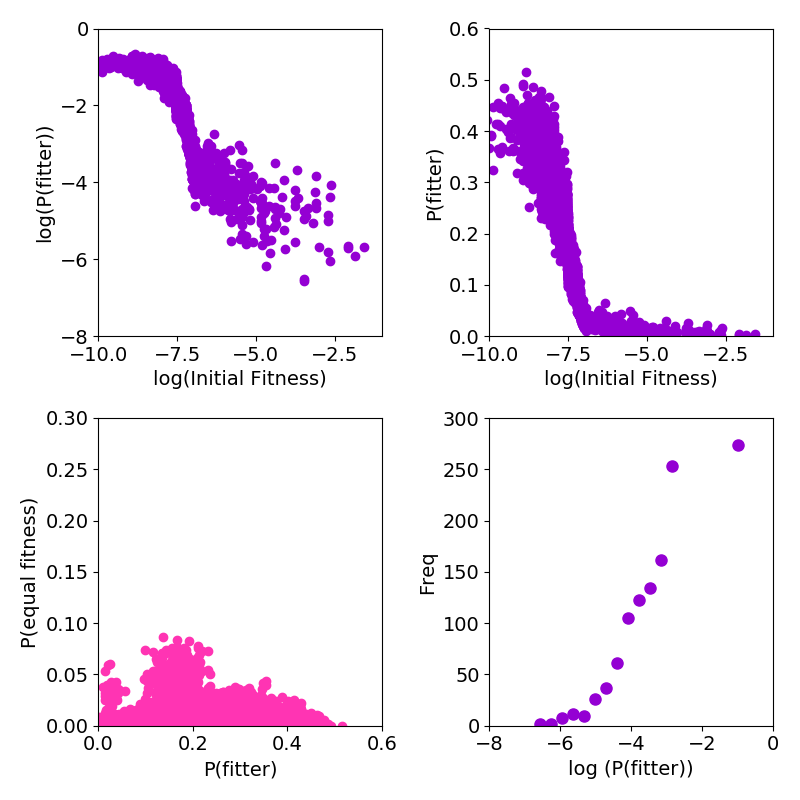 0
−2
−4
−6
−8
log(P(fitter))
−10.0 −7.5 −5.0 −2.5
log(Initial Fitness)
0.6
0.5
0.4
0.3
0.2
0.1
0.0
P(fitter)
−10.0 −7.5 −5.0 −2.5
log(Initial Fitness)
0.30
0.25
0.20
0.15
0.10
0.05
0.00
P(equal fitness)
0.0 0.2 0.4 0.6
P(fitter)
300
250
200
150
100
50
0
Freq
−8 −6 −4 −2 0
log (P(fitter))